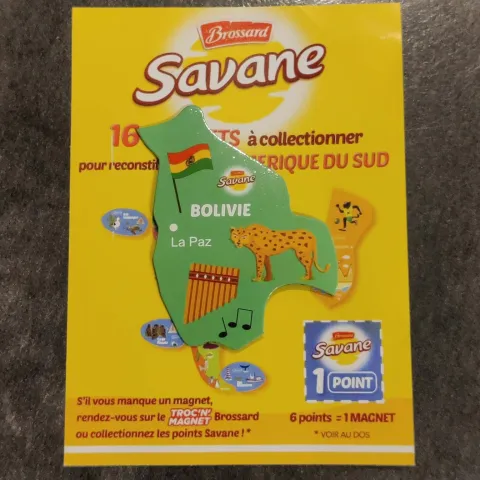 Brossard
Savane
16 TS à collectionner
pour reconstit ERIQUE DU SUD
Savane
BOLIVIE
La Paz
Brossard
Savane
1 POINT
S'il vous manque un magnet,
rendez-vous sur le TROC'N' MAGNET Brossard
ou collectionnez les points Savane ! *
6 points = 1 MAGNET
* VOIR AU DOS